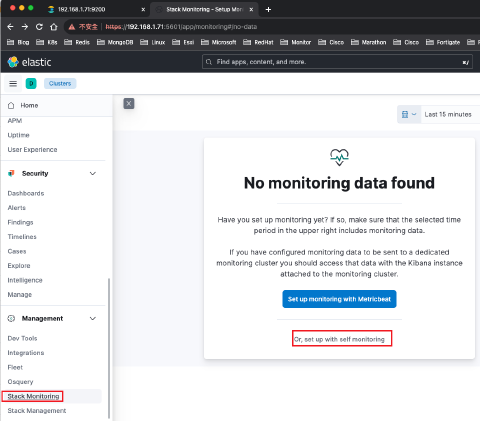 192.168.1.71:9200
Stack Monitoring - Setup Mon
不安全
https://192.168.1.71:5601/app/monitoring#/no-data
Blog
K8s
Redis
MongoDB
Linux
Essi
Microsoft
RedHat
Monitor
Cisco
Marathon
Cisco
Fortigate
elastic
Find apps, content, and more.
D
Clusters
Home
APM
Uptime
User Experience
Security
Dashboards
Alerts
Findings
Timelines
Cases
Explore
Intelligence
Manage
Management
Dev Tools
Integrations
Fleet
Osquery
Stack Monitoring
Stack Management
Last 15 minutes
No monitoring data found
Have you set up monitoring yet? If so, make sure that the selected time
period in the upper right includes monitoring data.
If you have configured monitoring data to be sent to a dedicated
monitoring cluster you should access that data with the Kibana instance
attached to the monitoring cluster.
Set up monitoring with Metricbeat
Or, set up with self monitoring